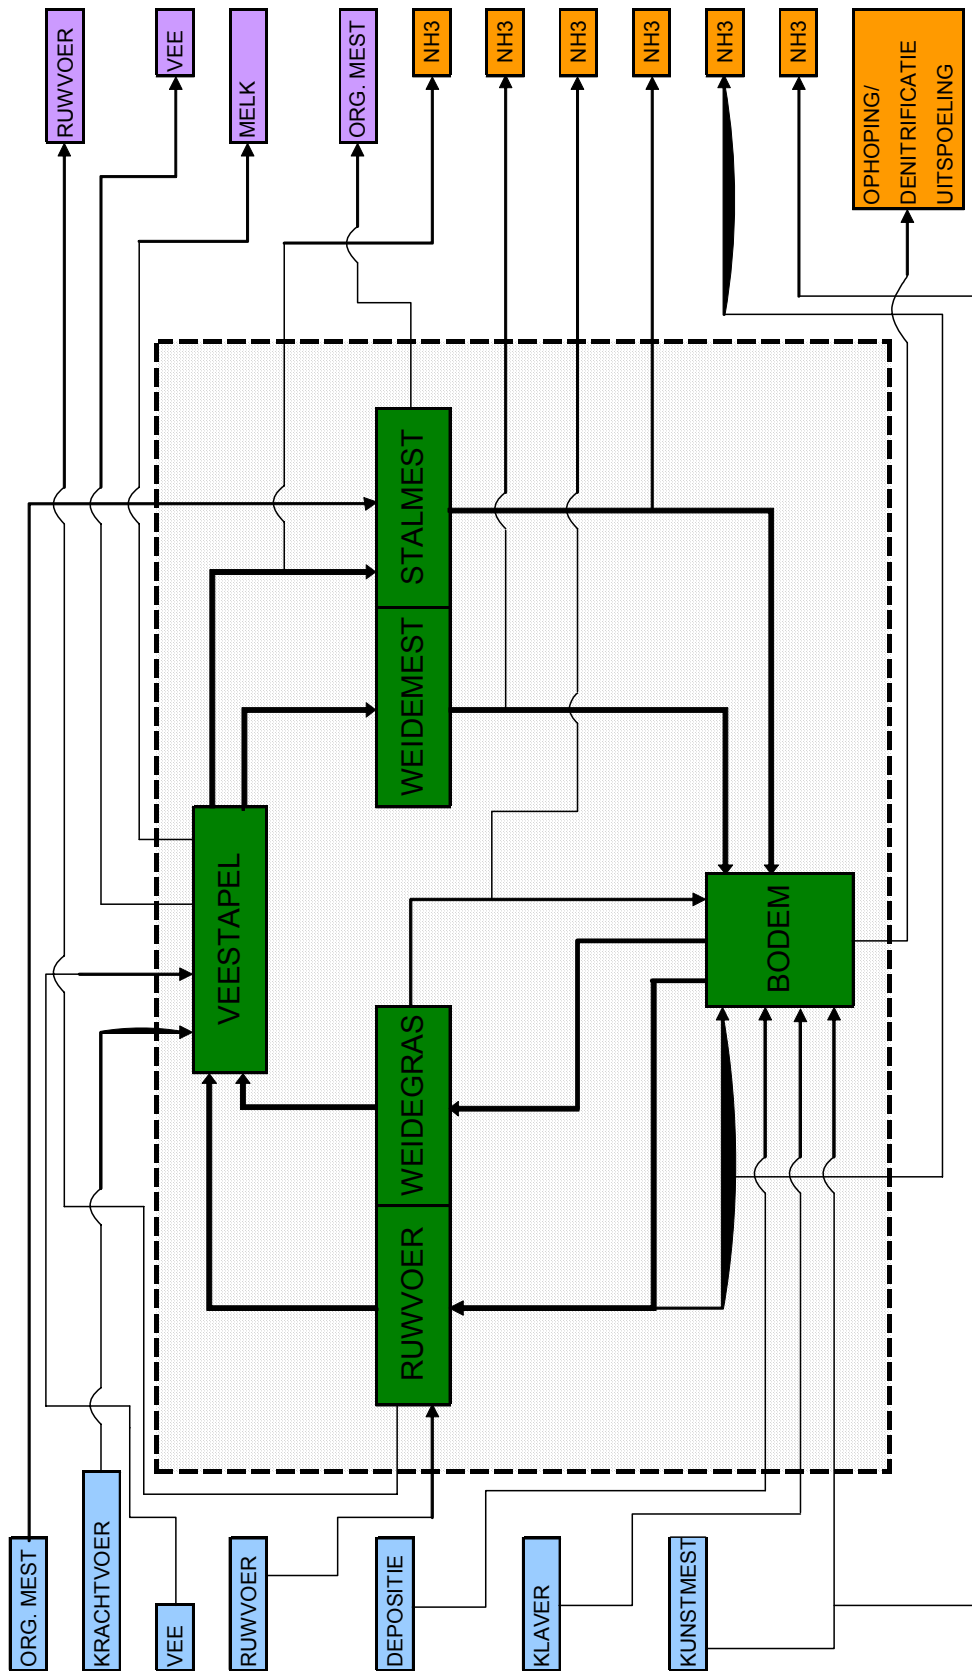 ORG. MEST
KRACHTVOER
VEE
RUWVOER
DEPOSITIE
KLAVER
KUNSTMEST
VEESTAPEL
RUWVOER
WEIDEGRAS
WEIDEMEST
STALMEST
BODEM
RUWVOER
VEE
MELK
ORG. MEST
NH3
NH3
NH3
NH3
NH3
NH3
OPHOPING/
DENITRIFICATIE
UITSPOELING